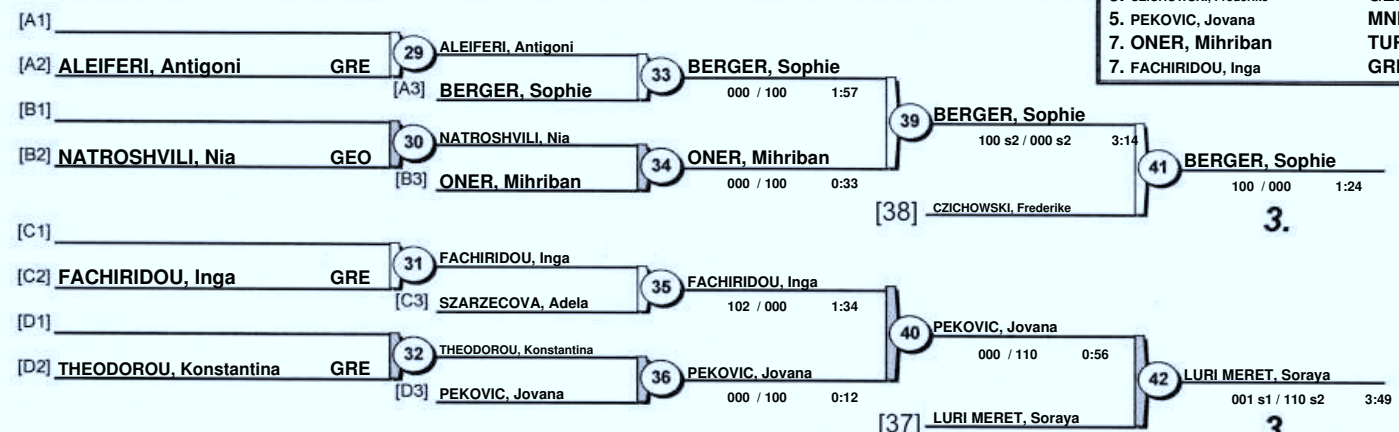 5. PEKOVIC, Jovana
7. ONER, Mihriban
7. FACHIRIDOU, Inga
[A1]
[A2] ALEIFERI, Antigoni GRE
29
ALEIFERI, Antigoni
[A3] BERGER, Sophie
33
BERGER, Sophie
000 / 100 1:57
[B1]
[B2] NATROSHVILI, Nia GEO
30
NATROSHVILI, Nia
[B3] ONER, Mihriban
34
ONER, Mihriban
000 / 100 0:33
39
BERGER, Sophie
100 s2 / 000 s2 3:14
[38] CZICHOWSKI, Frederike
41
BERGER, Sophie
100 / 000 1:24
3.
[C1]
[C2] FACHIRIDOU, Inga GRE
31
FACHIRIDOU, Inga
[C3] SZARZECOVA, Adela
35
FACHIRIDOU, Inga
102 / 000 1:34
[D1]
[D2] THEODOROU, Konstantina GRE
32
THEODOROU, Konstantina
[D3] PEKOVIC, Jovana
36
PEKOVIC, Jovana
000 / 100 0:12
40
PEKOVIC, Jovana
000 / 110 0:56
[37] LURI MERET, Soraya
42
LURI MERET, Soraya
001 s1 / 110 s2 3:49
3